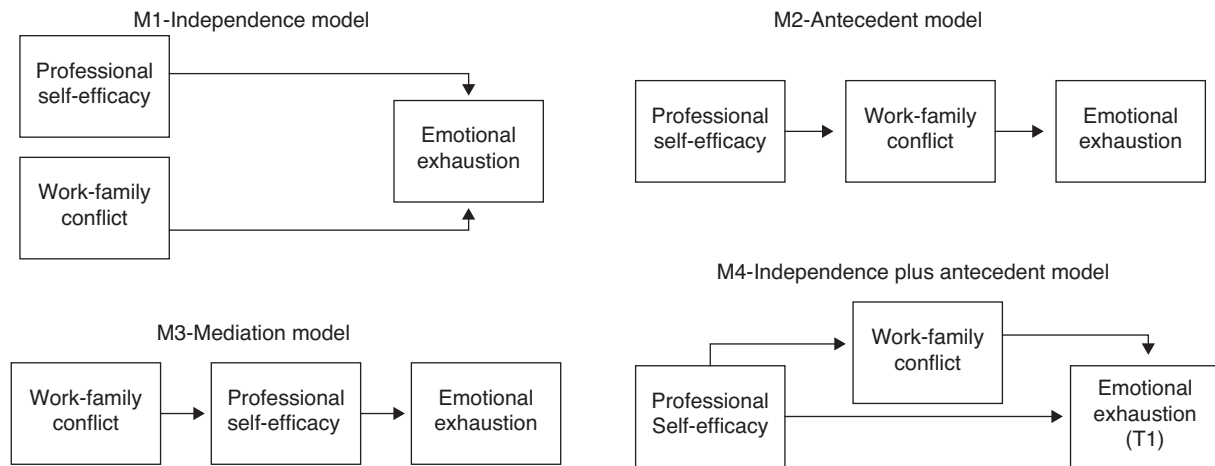 M1-Independence model
Professional
self-efficacy
Emotional
exhaustion
Work-family
conflict
M2-Antecedent model
Professional
self-efficacy
Work-family
conflict
Emotional
exhaustion
M3-Mediation model
Work-family
conflict
Professional
self-efficacy
Emotional
exhaustion
M4-Independence plus antecedent model
Work-family
conflict
Professional
Self-efficacy
Emotional
exhaustion
(T1)